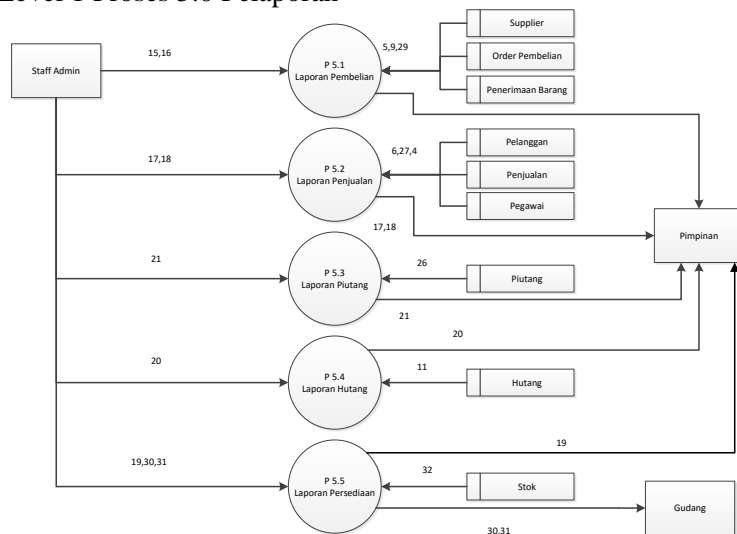 Level 1 Proses 5.0 Pelaporan
Supplier
15,16
P 5.1
5,9,29
Staff Admin
Laporan Pembelian
Order Pembelian
Penerimaan Barang
Pelanggan
17,18
P 5.2
6,27,4
Laporan Penjualan
Penjualan
Pegawai
17,18
Pimpinan
21
P 5.3
26
Laporan Piutang
Piutang
21
20
20
P 5.4
11
Laporan Hutang
Hutang
19
19,30,31
P 5.5
32
Laporan Persediaan
Stok
Gudang
30,31